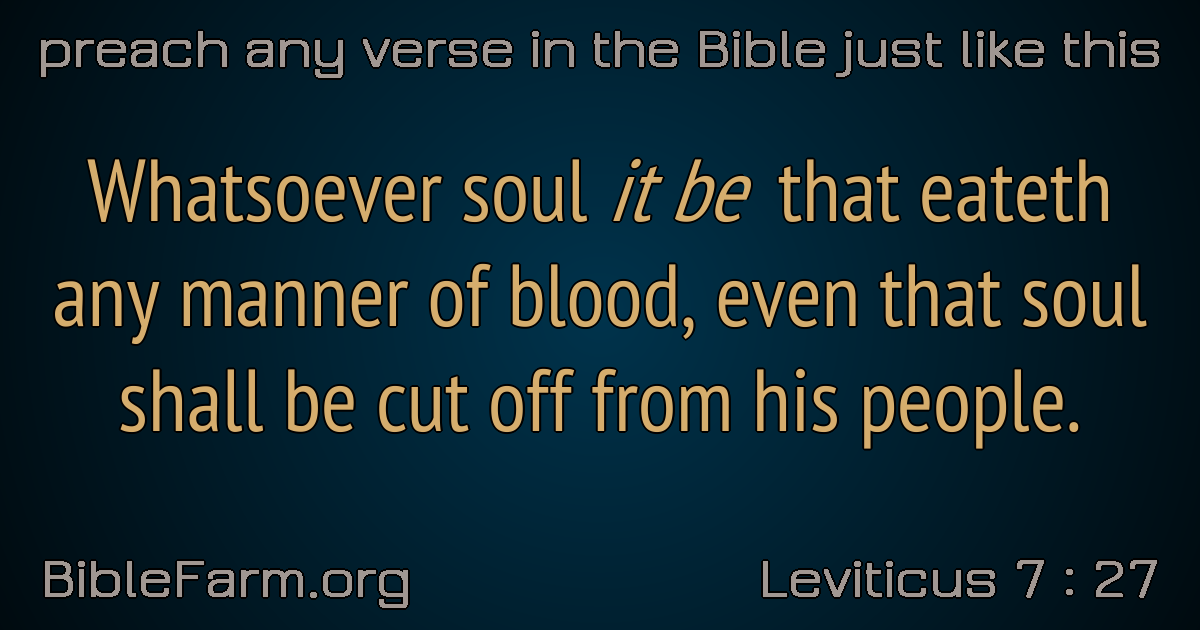 preach any verse in the Bible just like this
Whatsoever soul it be that eateth
any manner of blood, even that soul
shall be cut off from his people.
BibleFarm.org
Leviticus 7 : 27